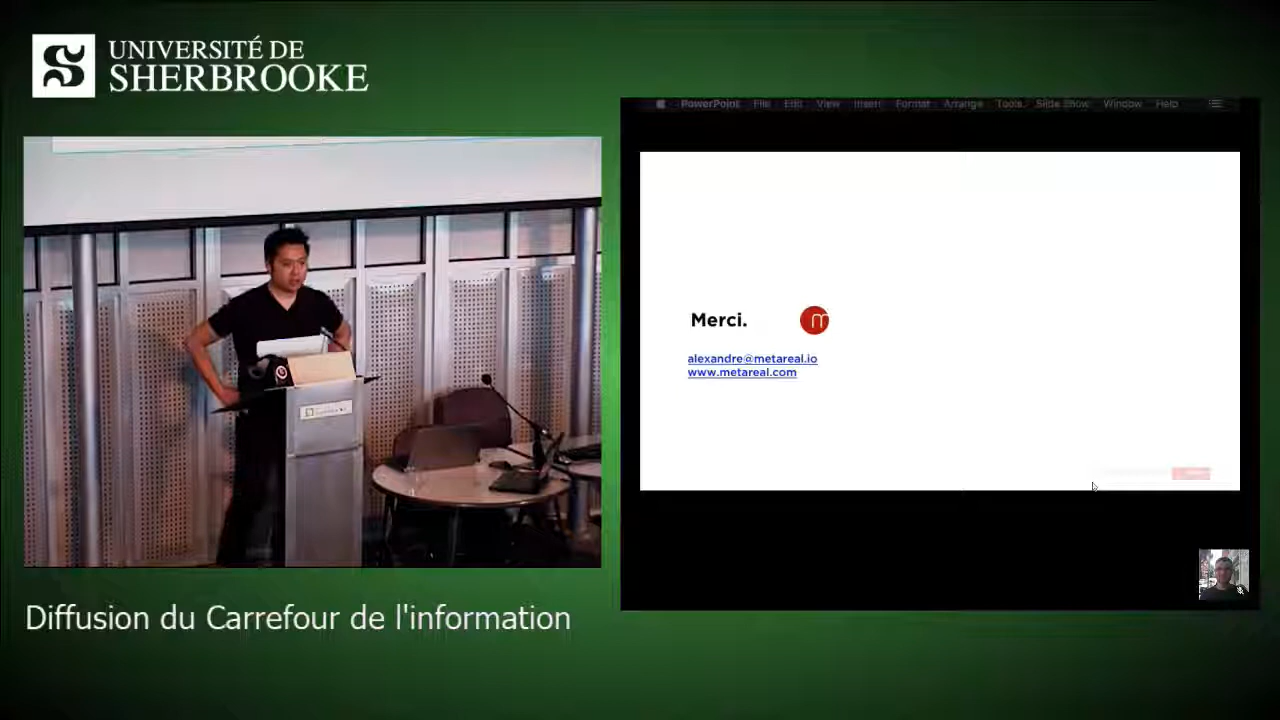 UNIVERSITÉ DE
SHERBROOKE
PowerPoint File Edit View Insert Format Arrange Tools Slide Show Window Help
Merci.
alexandre@metareal.io
www.metareal.com
Diffusion du Carrefour de l'information